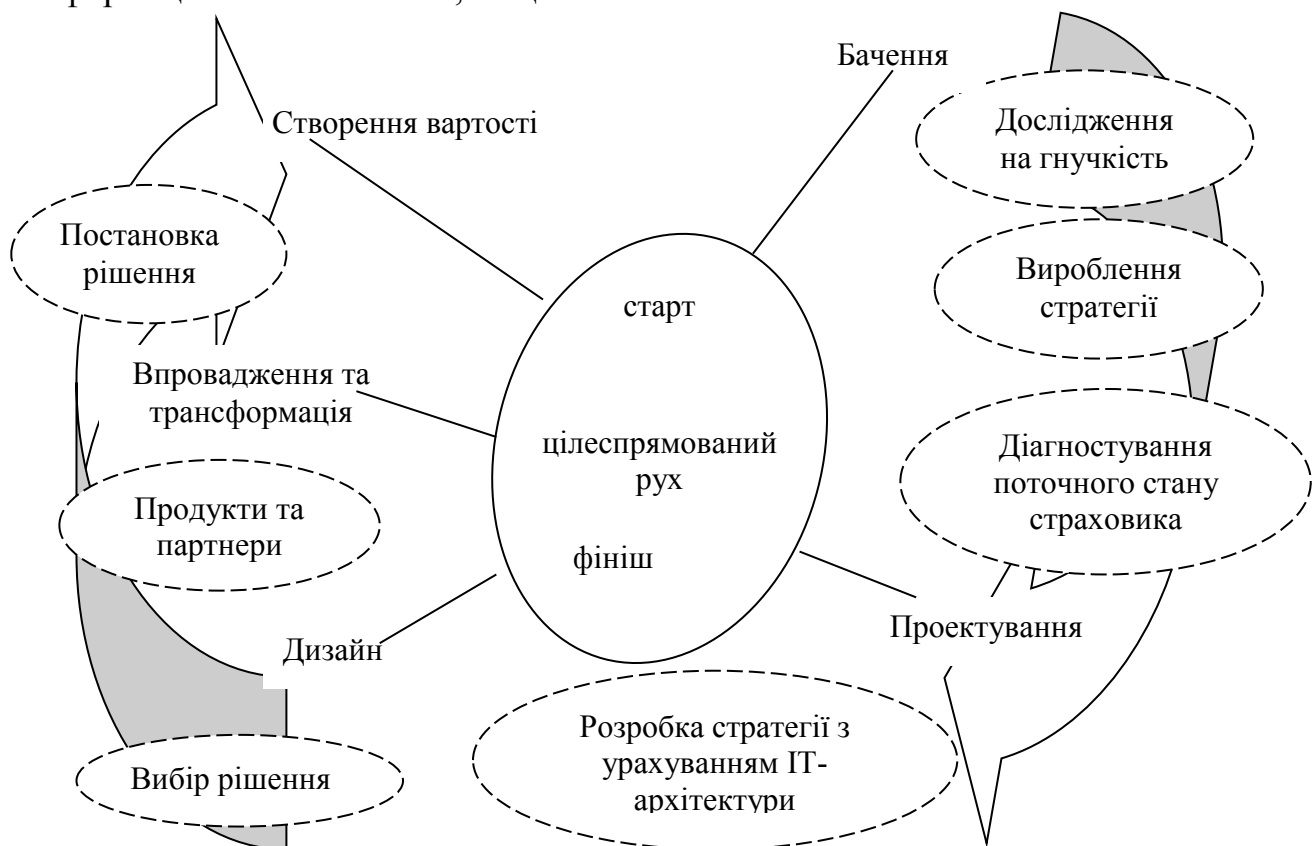 Бачення
Створення вартості
Дослідження
на гнучкість
Постановка
рішення
Вироблення
стратегії
старт
Впровадження та
трансформація
цілеспрямований
рух
Діагностування
поточного стану
страховика
Продукти та
партнери
фініш
Проектування
Дизайн
Розробка стратегії з
урахуванням ІТ-
архітектури
Вибір рішення